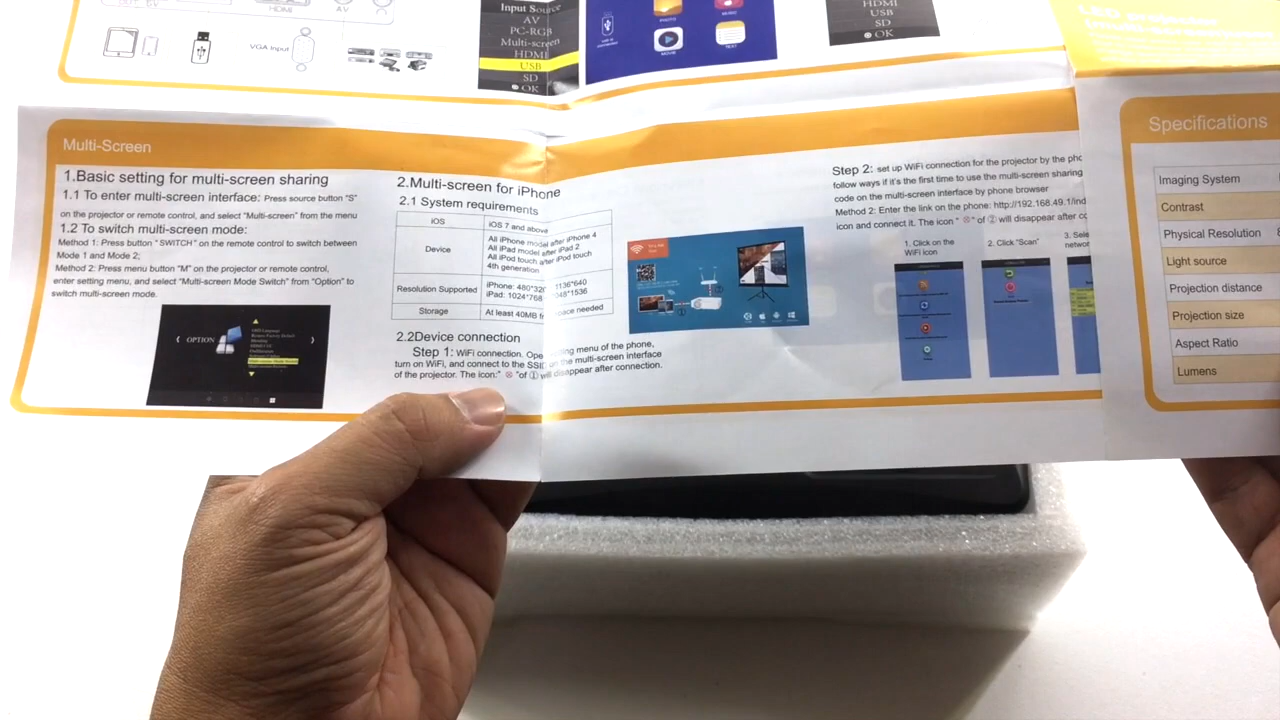 HDMI
AV
VGA Input
Input Source
AV
PC-RGB
Multi-screen
HDMI
USB
SD
OK
PHOTO
MUSIC
MOVIE
TEXT
HDMI
USB
SD
OK
LED projector
Multi-Screen
1.Basic setting for multi-screen sharing
1.1 To enter multi-screen interface: Press source button "S"
on the projector or remote control, and select "Multi-screen" from the menu
1.2 To switch multi-screen mode:
Method 1: Press button " SWITCH " on the remote control to switch between
Mode 1 and Mode 2;
Method 2: Press menu button "M" on the projector or remote control,
enter setting menu, and select "Multi-screen Mode Switch" from "Option" to
switch multi-screen mode.
OPTION
2.Multi-screen for iPhone
2.1 System requirements
iOS
iOS 7 and above
Device
All iPhone model after iPhone 4
All iPad model after iPad 2
All iPod touch after iPod touch
4th generation
Resolution Supported
iPhone: 480*320 1136*640
iPad: 1024*768 *1536
Storage
At least 40MB space needed
2.2Device connection
Step 1: WiFi connection. Ope menu of the phone,
turn on WiFi, and connect to the SSID on the multi-screen interface
of the projector. The icon:" ⊗ "of ① will disappear after connection.
Step 2: set up WiFi connection for the projector by the
follow ways if it's the first time to use the multi-screen sharing
code on the multi-screen interface by phone browser
Method 2: Enter the link on the phone: http://192.168.49.1/ind
icon and connect it. The icon " ⊗" of ② will disappear after
1. Click on the
WiFi icon
2. Click "Scan"
3. Sele
networ
Specifications
Imaging System
Contrast
Physical Resolution
Light source
Projection distance
Projection size
Aspect Ratio
Lumens